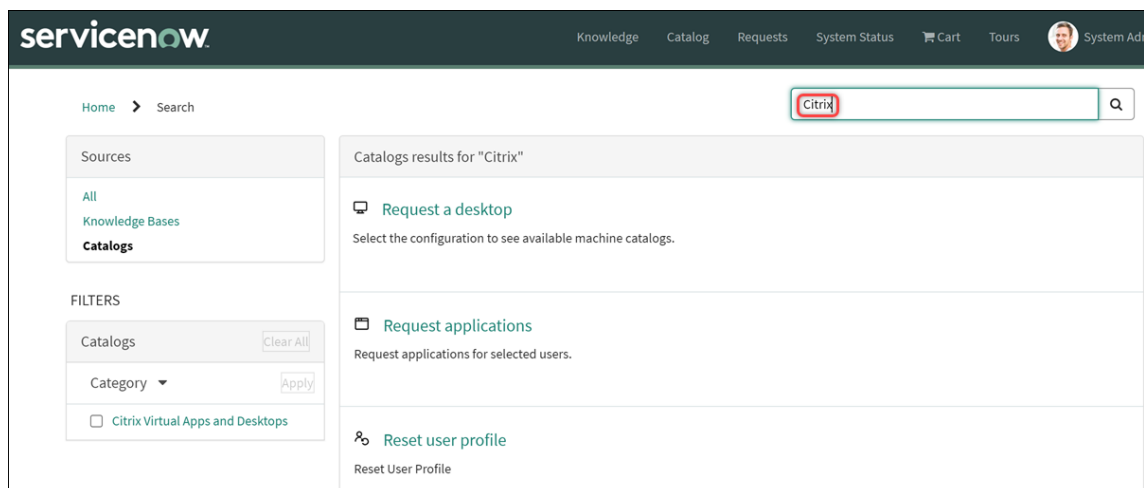 servicenow
Knowledge Catalog Requests System Status Cart Tours System Adr
Home Search
Citrix
Sources
All
Knowledge Bases
Catalogs
FILTERS
Catalogs Clear All
Category Apply
Citrix Virtual Apps and Desktops
Catalogs results for "Citrix"
Request a desktop
Select the configuration to see available machine catalogs.
Request applications
Request applications for selected users.
Reset user profile
Reset User Profile